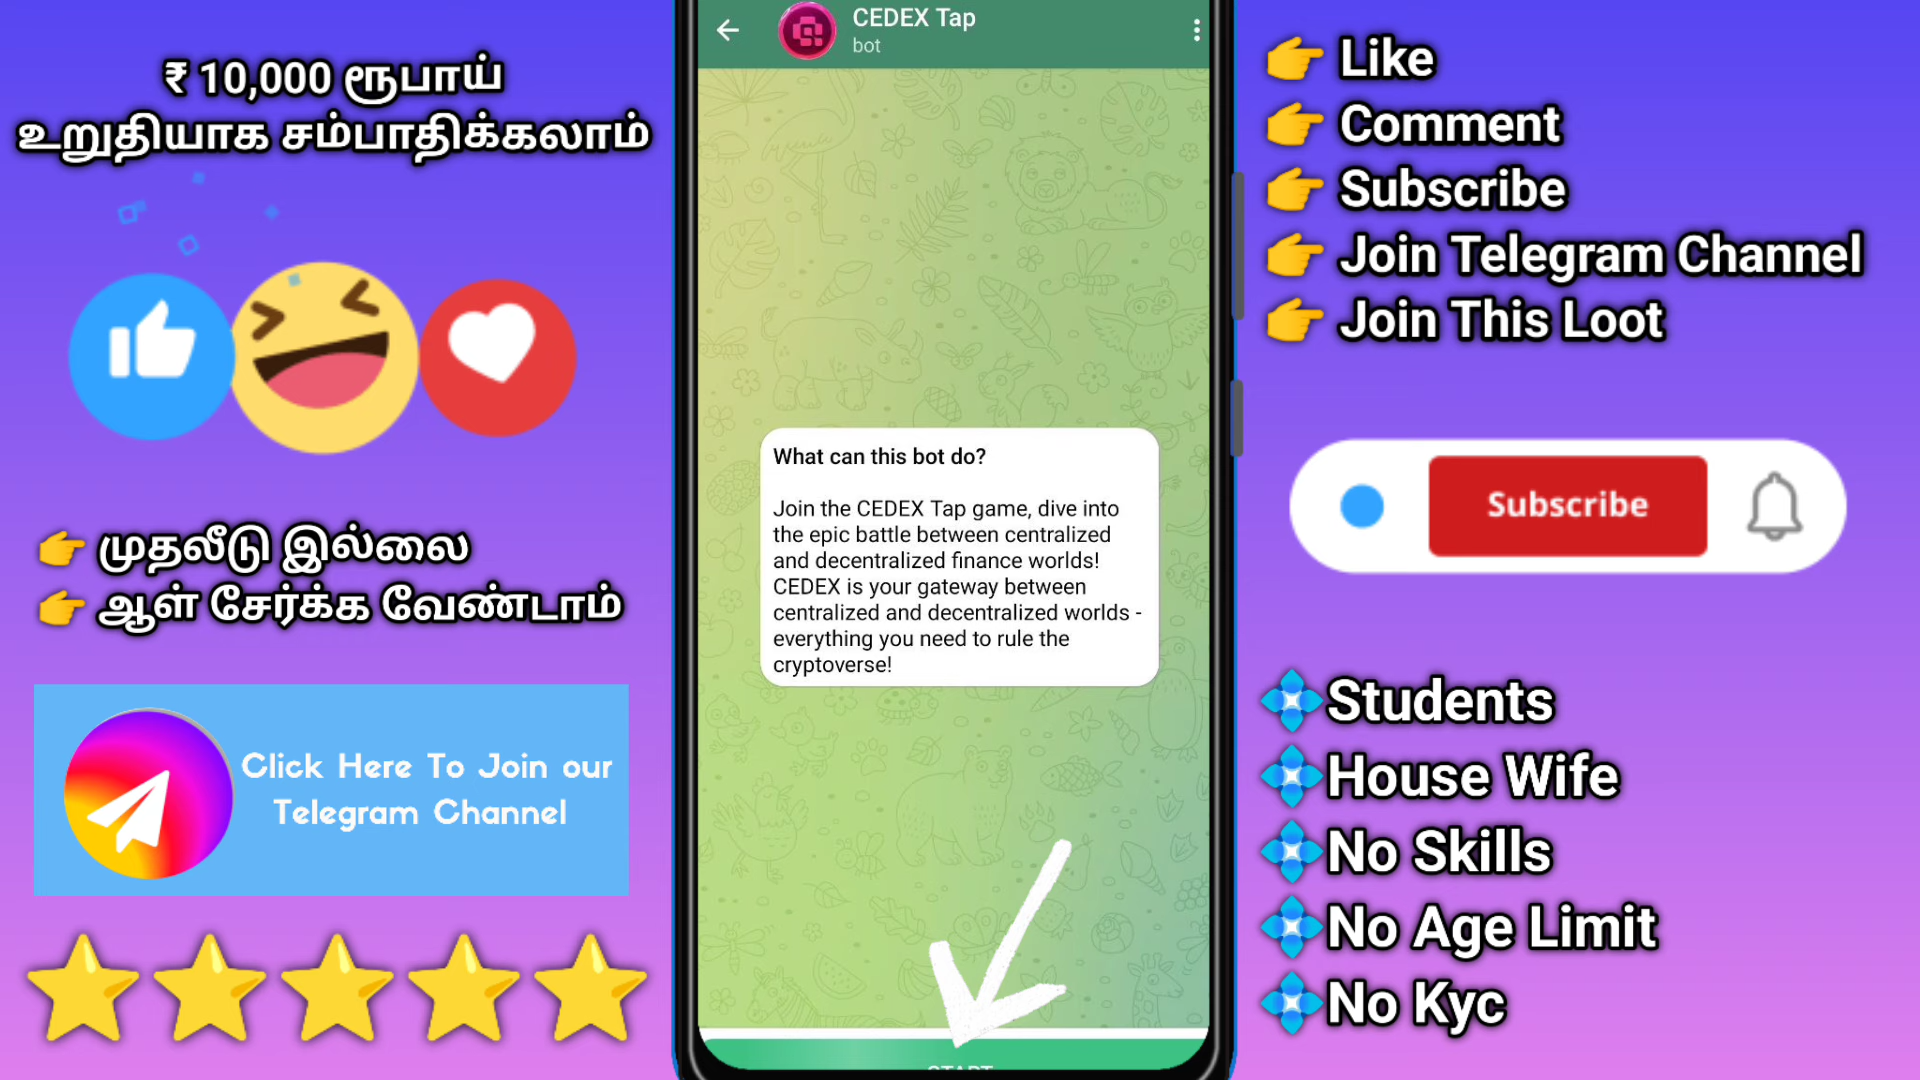 ₹ 10,000 ரூபாய்
உறுதியாக சம்பாதிக்கலாம்
👉 முதலீடு இல்லை
👉 ஆள் சேர்க்க வேண்டாம்
Click Here To Join our
Telegram Channel
CEDEX Tap
bot
What can this bot do?
Join the CEDEX Tap game, dive into
the epic battle between centralized
and decentralized finance worlds!
CEDEX is your gateway between
centralized and decentralized worlds -
everything you need to rule the
cryptoverse!
START
👉 Like
👉 Comment
👉 Subscribe
👉 Join Telegram Channel
👉 Join This Loot
Subscribe
💠Students
💠House Wife
💠No Skills
💠No Age Limit
💠No Kyc